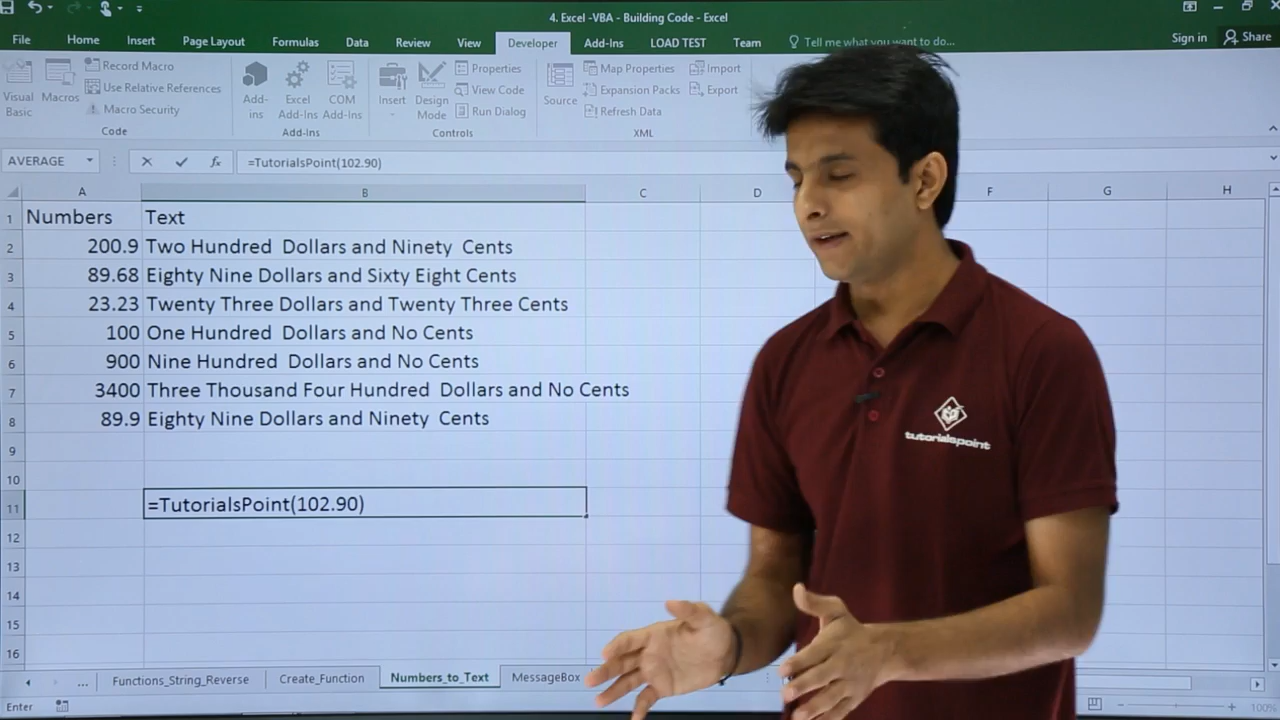 4. Excel -VBA - Building Code - Excel
File Home Insert Page Layout Formulas Data Review View Developer Add-Ins LOAD TEST Team Tell me what you want to do... Sign in Share
Visual Basic
Macros
Record Macro
Use Relative References
Macro Security
Code
Add-ins
Excel Add-Ins
COM Add-Ins
Add-Ins
Insert
Design Mode
Properties
View Code
Run Dialog
Controls
Source
Map Properties
Expansion Packs
Refresh Data
Import
Export
XML
AVERAGE fx =TutorialsPoint(102.90)
A B C D F G H
1 Numbers Text
2 200.9 Two Hundred Dollars and Ninety Cents
3 89.68 Eighty Nine Dollars and Sixty Eight Cents
4 23.23 Twenty Three Dollars and Twenty Three Cents
5 100 One Hundred Dollars and No Cents
6 900 Nine Hundred Dollars and No Cents
7 3400 Three Thousand Four Hundred Dollars and No Cents
8 89.9 Eighty Nine Dollars and Ninety Cents
9
10
11 =TutorialsPoint(102.90)
12
13
14
15
16
tutorialspoint
... Functions_String_Reverse Create_Function Numbers_to_Text MessageBox
Enter 100%